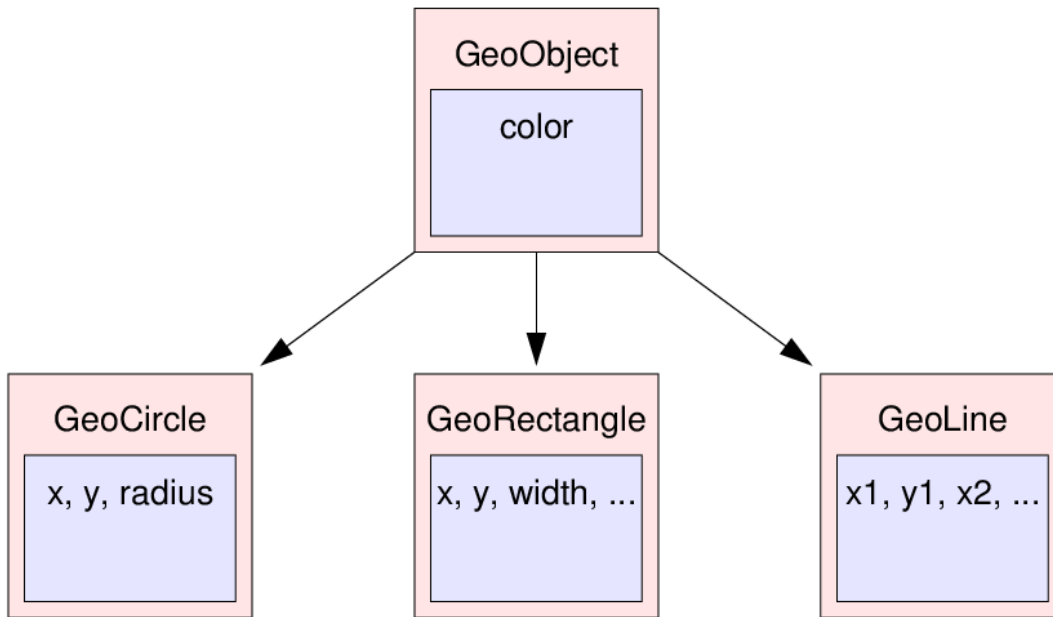 GeoObject
color
GeoCircle
x, y, radius
GeoRectangle
x, y, width, ...
GeoLine
x1, y1, x2, ...